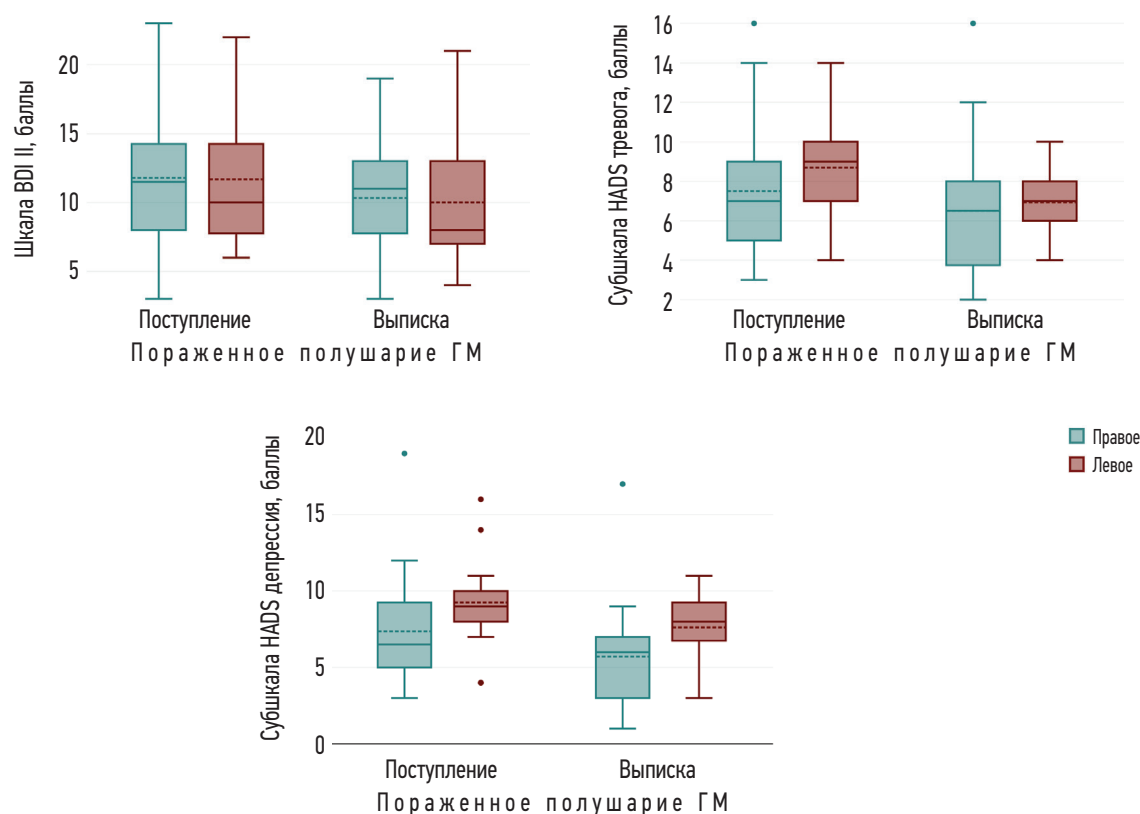 Шкала BDI II, баллы
20
15
10
5
Поступление
Выписка
Пораженное полушарие ГМ
Субшкала HADS тревога, баллы
16
14
12
10
8
6
4
2
Поступление
Выписка
Пораженное полушарие ГМ
Субшкала HADS депрессия, баллы
20
15
10
5
0
Поступление
Выписка
Пораженное полушарие ГМ
Правое
Левое